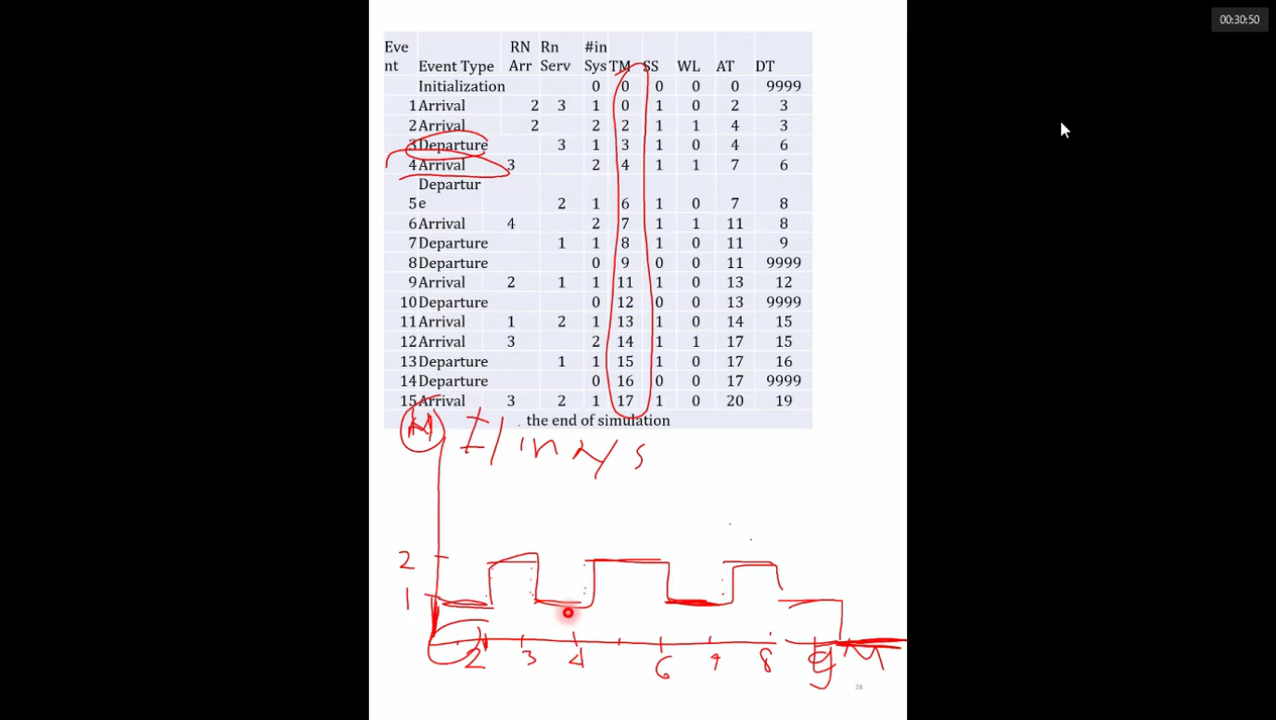 00:30:50
Eve RN Rn #in
nt Event Type Arr Serv Sys TM SS WL AT DT
Initialization 0 0 0 0 0 9999
1 Arrival 2 3 1 0 1 0 2 3
2 Arrival 2 2 2 1 1 4 3
3 Departure 3 1 3 1 0 4 6
4 Arrival 3 2 4 1 1 7 6
Departur
5 e 2 1 6 1 0 7 8
6 Arrival 4 2 7 1 1 11 8
7 Departure 1 1 8 1 0 11 9
8 Departure 0 9 0 0 11 9999
9 Arrival 2 1 1 11 1 0 13 12
10 Departure 0 12 0 0 13 9999
11 Arrival 1 2 1 13 1 0 14 15
12 Arrival 3 2 14 1 1 17 15
13 Departure 1 1 15 1 0 17 16
14 Departure 0 16 0 0 17 9999
15 Arrival 3 2 1 17 1 0 20 19
the end of simulation
in sys
2
1
2 3 4 6 8 9
26